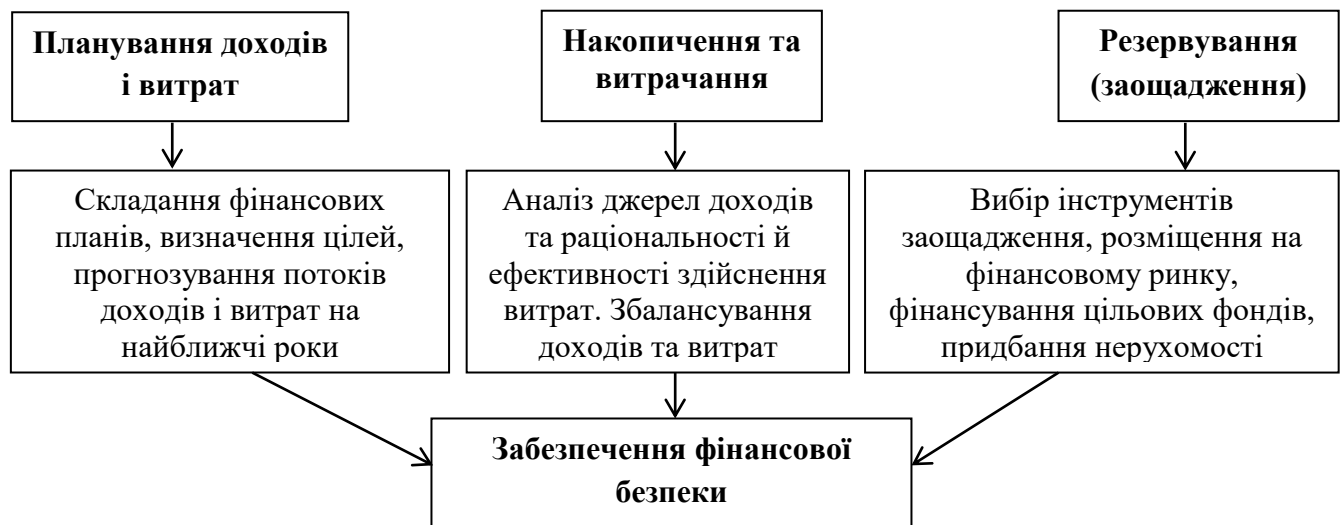 Планування доходів
і витрат
Накопичення та
витрачання
Резервування
(заощадження)
Складання фінансових
планів, визначення цілей,
прогнозування потоків
доходів і витрат на
найближчі роки
Аналіз джерел доходів
та раціональності й
ефективності здійснення
витрат. Збалансування
доходів та витрат
Вибір інструментів
заощадження, розміщення на
фінансовому ринку,
фінансування цільових фондів,
придбання нерухомості
Забезпечення фінансової
безпеки